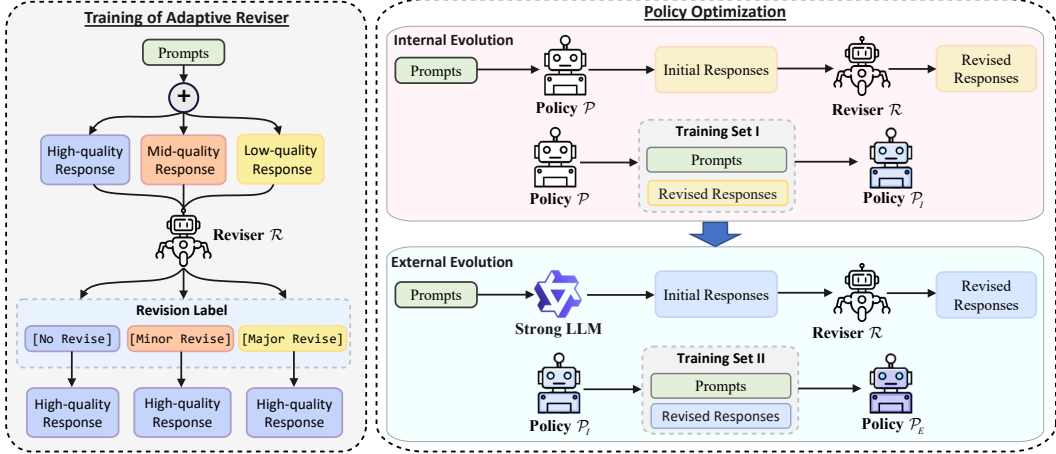 Training of Adaptive Reviser
Prompts
+
High-quality
Response
Mid-quality
Response
Low-quality
Response
Reviser R
Revision Label
[No Revise]
[Minor Revise]
[Major Revise]
High-quality
Response
High-quality
Response
High-quality
Response
Policy Optimization
Internal Evolution
Prompts
Policy P
Initial Responses
Reviser R
Revised
Responses
Policy P
Training Set I
Prompts
Revised Responses
Policy P_I
External Evolution
Prompts
Strong LLM
Initial Responses
Reviser R
Revised
Responses
Policy P_I
Training Set II
Prompts
Revised Responses
Policy P_E